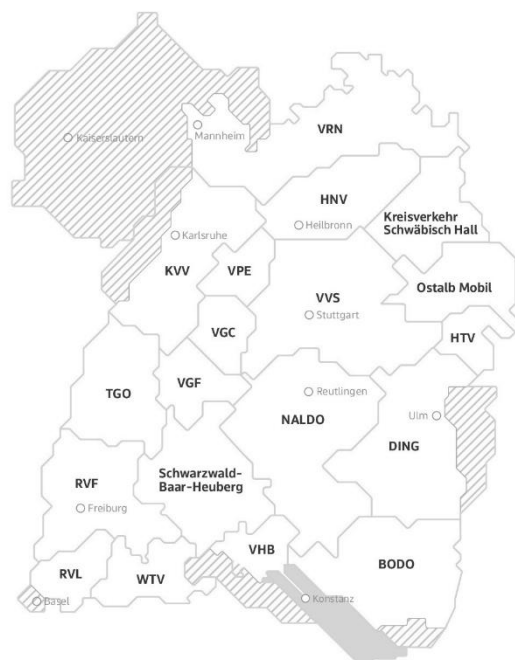 VRN
Mannheim
Kaiserslautern
HNV
Kreisverkehr
Schwäbisch Hall
Heilbronn
Karlsruhe
KVV
VPE
Ostalb Mobil
VVS
Stuttgart
VGC
HTV
VGF
Reutlingen
TGO
NALDO
Ulm
DING
Schwarzwald-
Baar-Heuberg
RVF
Freiburg
VHB
BODO
RVL
WTV
Basel
Konstanz